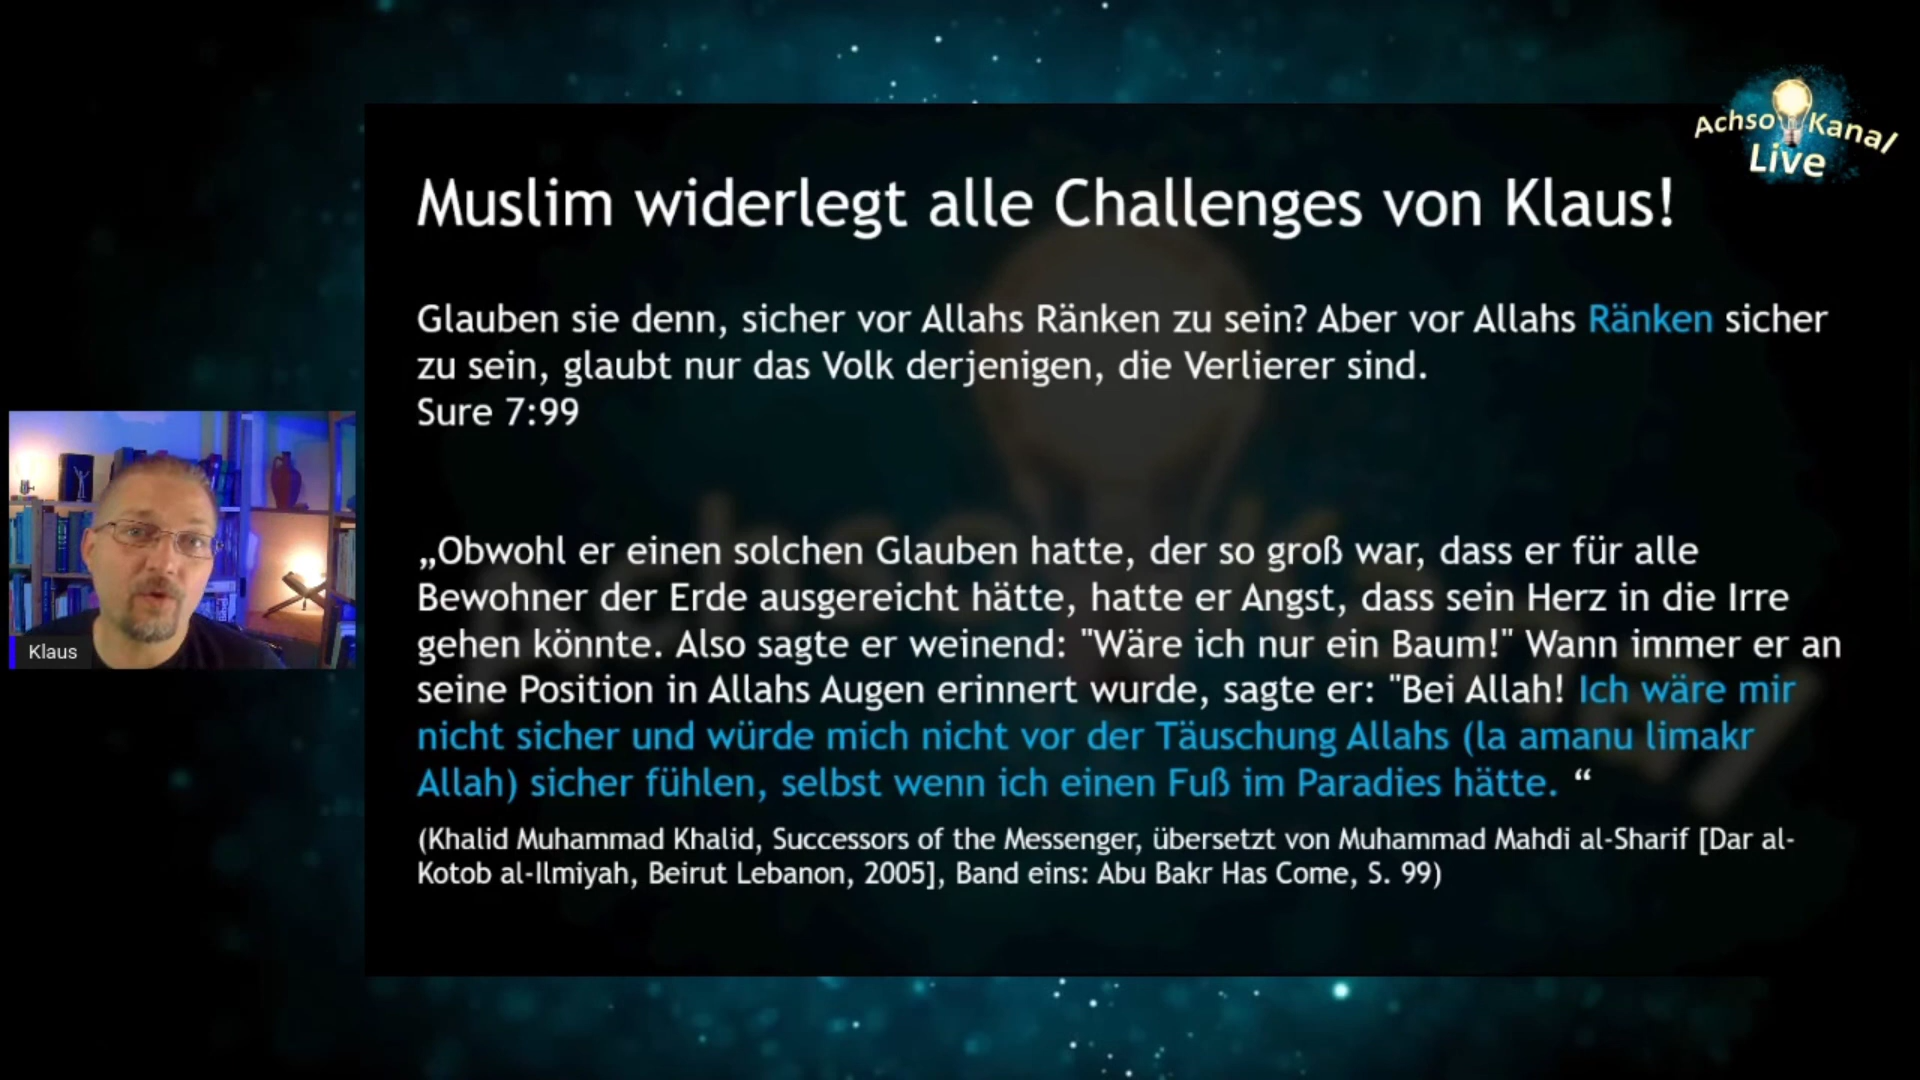 Achso Kanal
Live
Muslim widerlegt alle Challenges von Klaus!
Glauben sie denn, sicher vor Allahs Ränken zu sein? Aber vor Allahs Ränken sicher
zu sein, glaubt nur das Volk derjenigen, die Verlierer sind.
Sure 7:99
„Obwohl er einen solchen Glauben hatte, der so groß war, dass er für alle
Bewohner der Erde ausgereicht hätte, hatte er Angst, dass sein Herz in die Irre
gehen könnte. Also sagte er weinend: "Wäre ich nur ein Baum!" Wann immer er an
seine Position in Allahs Augen erinnert wurde, sagte er: "Bei Allah! Ich wäre mir
nicht sicher und würde mich nicht vor der Täuschung Allahs (la amanu limakr
Allah) sicher fühlen, selbst wenn ich einen Fuß im Paradies hätte. “
(Khalid Muhammad Khalid, Successors of the Messenger, übersetzt von Muhammad Mahdi al-Sharif [Dar al-
Kotob al-Ilmiyah, Beirut Lebanon, 2005], Band eins: Abu Bakr Has Come, S. 99)
Klaus